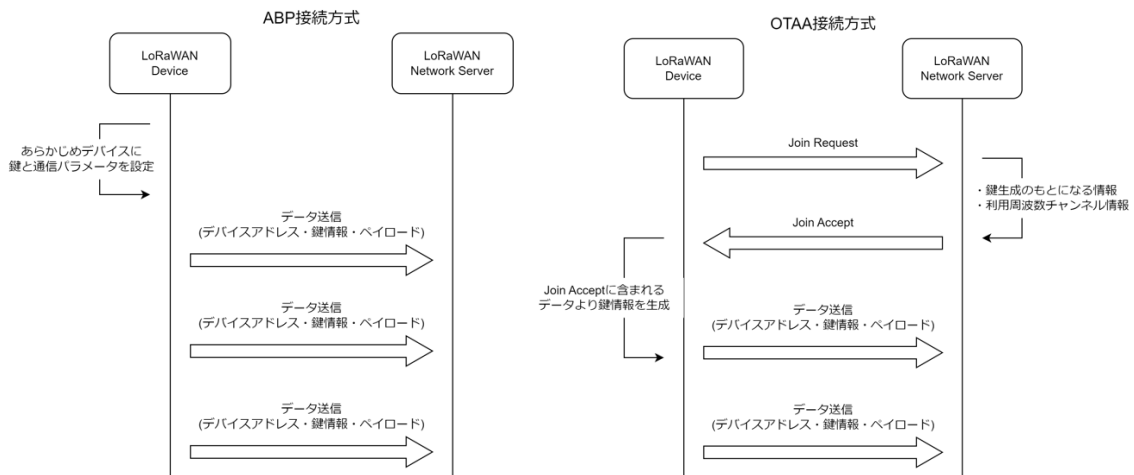 ABP接続方式
LoRaWAN
Device
LoRaWAN
Network Server
あらかじめデバイスに
鍵と通信パラメータを設定
データ送信
(デバイスアドレス・鍵情報・ペイロード)
データ送信
(デバイスアドレス・鍵情報・ペイロード)
データ送信
(デバイスアドレス・鍵情報・ペイロード)
OTAA接続方式
LoRaWAN
Device
LoRaWAN
Network Server
Join Request
・鍵生成のもとになる情報
・利用周波数チャンネル情報
Join Accept
Join Acceptに含まれる
データより鍵情報を生成
データ送信
(デバイスアドレス・鍵情報・ペイロード)
データ送信
(デバイスアドレス・鍵情報・ペイロード)